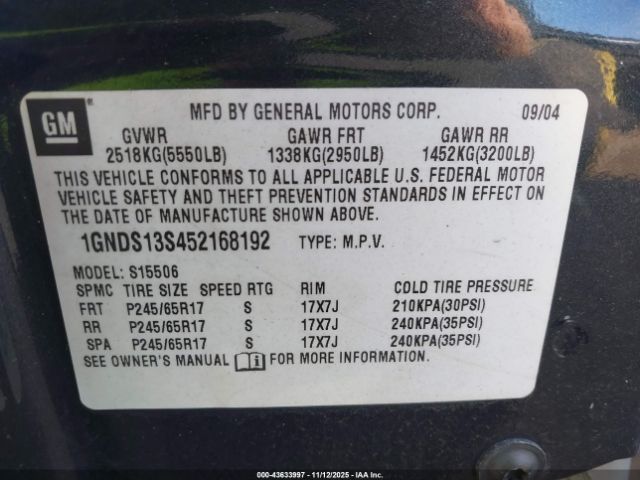 GM ®
MFD BY GENERAL MOTORS CORP. 09/04
GVWR GAWR FRT GAWR RR
2518KG(5550LB) 1338KG(2950LB) 1452KG(3200LB)
THIS VEHICLE CONFORMS TO ALL APPLICABLE U.S. FEDERAL MOTOR
VEHICLE SAFETY AND THEFT PREVENTION STANDARDS IN EFFECT ON
THE DATE OF MANUFACTURE SHOWN ABOVE.
1GNDS13S452168192 TYPE: M.P.V.
MODEL: S15506
SPMC TIRE SIZE SPEED RTG RIM COLD TIRE PRESSURE
FRT P245/65R17 S 17X7J 210KPA(30PSI)
RR P245/65R17 S 17X7J 240KPA(35PSI)
SPA P245/65R17 S 17X7J 240KPA(35PSI)
SEE OWNER'S MANUAL FOR MORE INFORMATION.
000-43633997 - 11/12/2025 - IAA Inc.